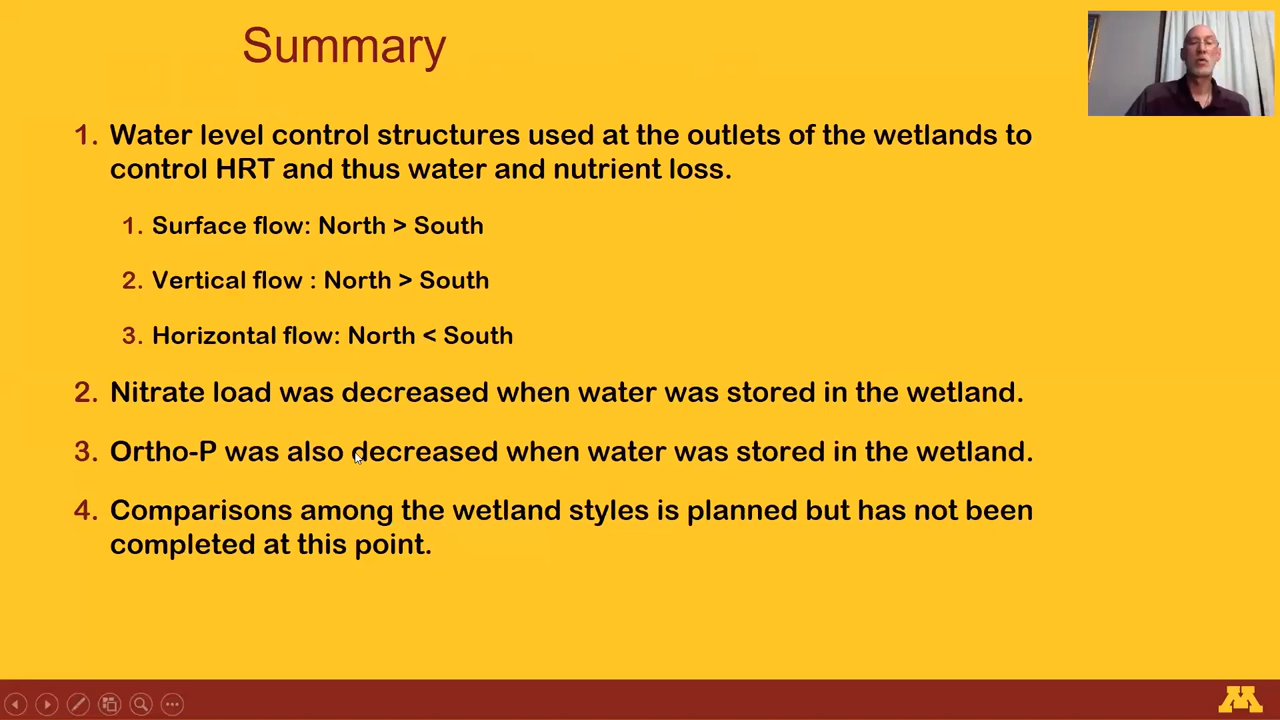 Summary
1. Water level control structures used at the outlets of the wetlands to
control HRT and thus water and nutrient loss.
1. Surface flow: North > South
2. Vertical flow : North > South
3. Horizontal flow: North < South
2. Nitrate load was decreased when water was stored in the wetland.
3. Ortho-P was also decreased when water was stored in the wetland.
4. Comparisons among the wetland styles is planned but has not been
completed at this point.
M